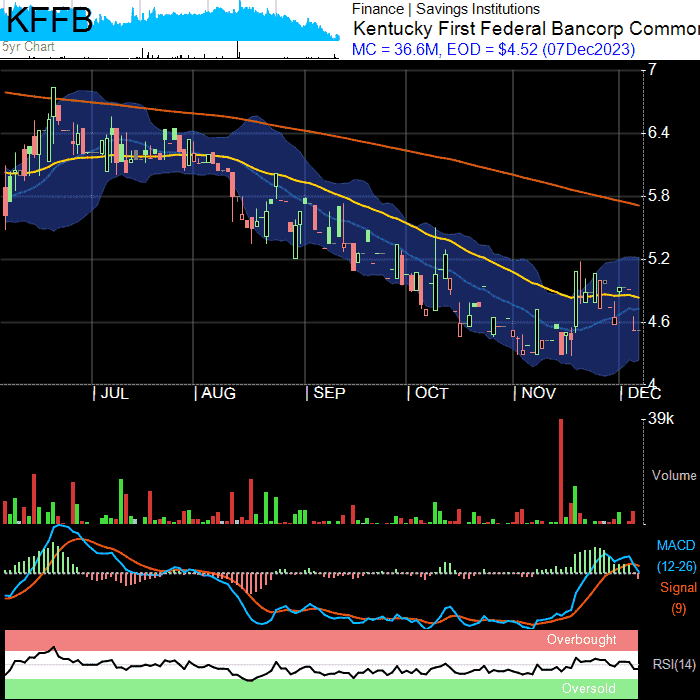 KFFB
5yr Chart
Finance | Savings Institutions
Kentucky First Federal Bancorp Common
MC = 36.6M, EOD = $4.52 (07Dec2023)
7
6.4
5.8
5.2
4.6
4
JUL
AUG
SEP
OCT
NOV
DEC
39k
Volume
MACD
(12-26)
Signal
(9)
Overbought
RSI(14)
Oversold